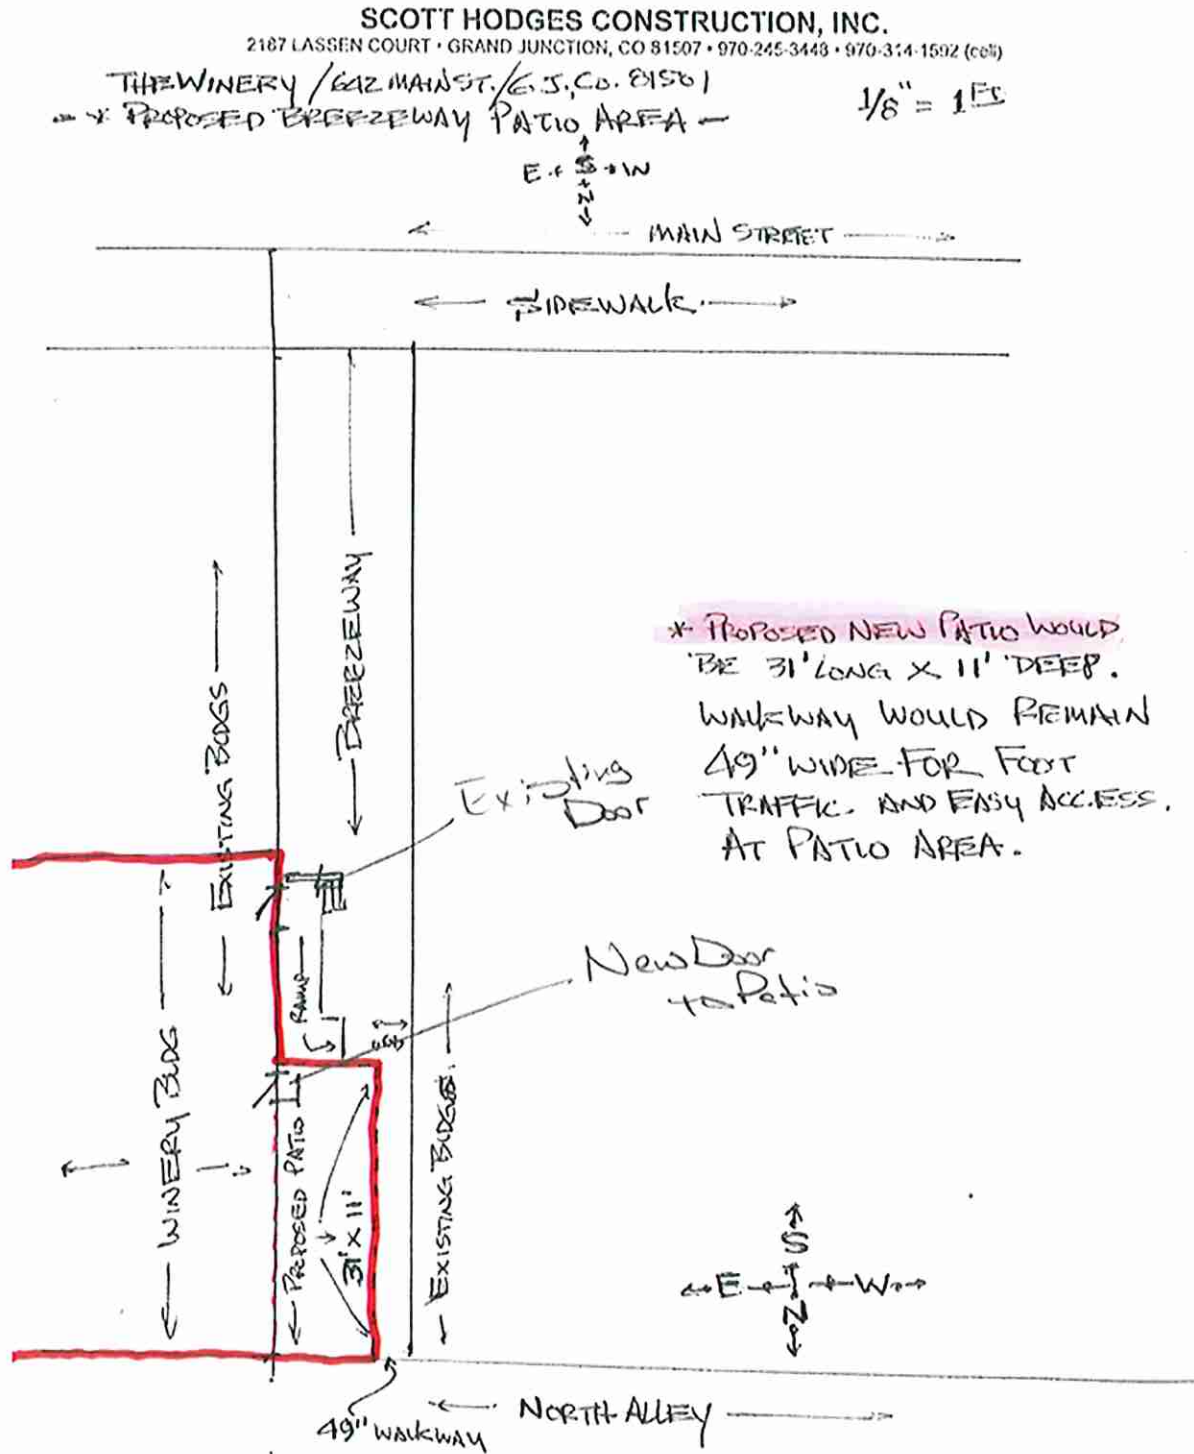 SCOTT HODGES CONSTRUCTION, INC.
2187 LASSEN COURT • GRAND JUNCTION, CO 81507 • 970-245-3448 • 970-314-1592 (cell)
THE WINERY / 642 MAIN ST. / G.J., CO. 81501
* PROPOSED BREEZEWAY PATIO AREA
1/8" = 1 FT
E S W
N
MAIN STREET
SIDEWALK
BREEZEWAY
EXISTING BLDGS
* PROPOSED NEW PATIO WOULD
BE 31' LONG X 11' DEEP.
WALKWAY WOULD REMAIN
49" WIDE FOR FOOT
TRAFFIC. AND EASY ACCESS.
AT PATIO AREA.
Existing
Door
New Door
to Patio
RAMP
WINERY BLDG
PROPOSED PATIO
31' X 11'
EXISTING BLDGS.
S
E W
N
NORTH ALLEY
49" WALKWAY